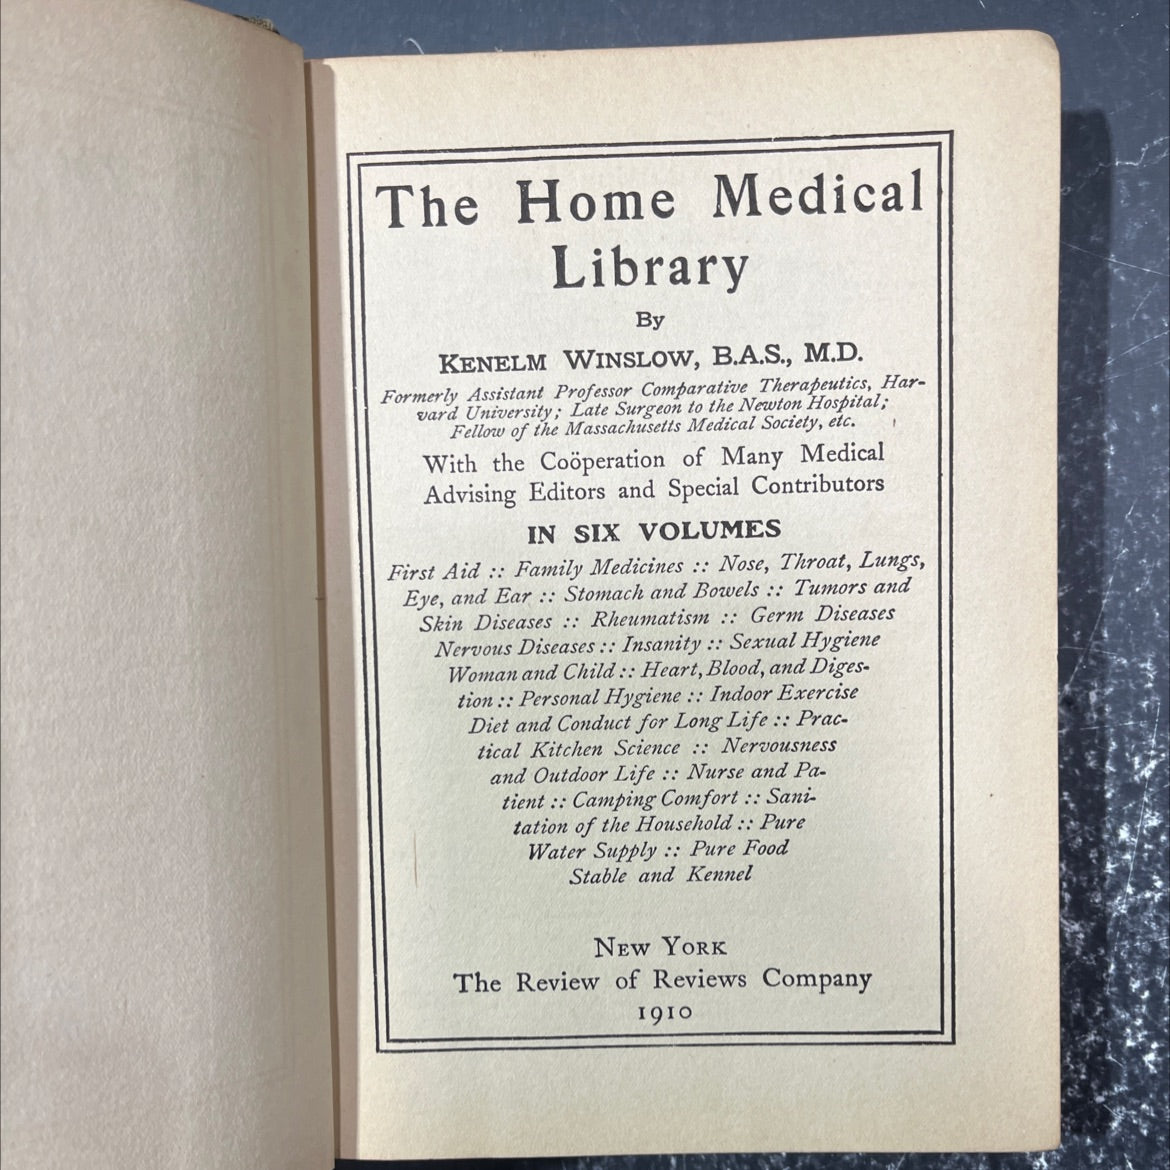 The Home Medical
Library
By
KENELM WINSLOW, B.A.S., M.D.
Formerly Assistant Professor Comparative Therapeutics, Har-
vard University; Late Surgeon to the Newton Hospital;
Fellow of the Massachusetts Medical Society, etc.
With the Coöperation of Many Medical
Advising Editors and Special Contributors
IN SIX VOLUMES
First Aid :: Family Medicines :: Nose, Throat, Lungs,
Eye, and Ear :: Stomach and Bowels :: Tumors and
Skin Diseases :: Rheumatism :: Germ Diseases
Nervous Diseases :: Insanity :: Sexual Hygiene
Woman and Child :: Heart, Blood, and Diges-
tion :: Personal Hygiene :: Indoor Exercise
Diet and Conduct for Long Life :: Prac-
tical Kitchen Science :: Nervousness
and Outdoor Life :: Nurse and Pa-
tient :: Camping Comfort :: Sani-
tation of the Household :: Pure
Water Supply :: Pure Food
Stable and Kennel
NEW YORK
The Review of Reviews Company
1910